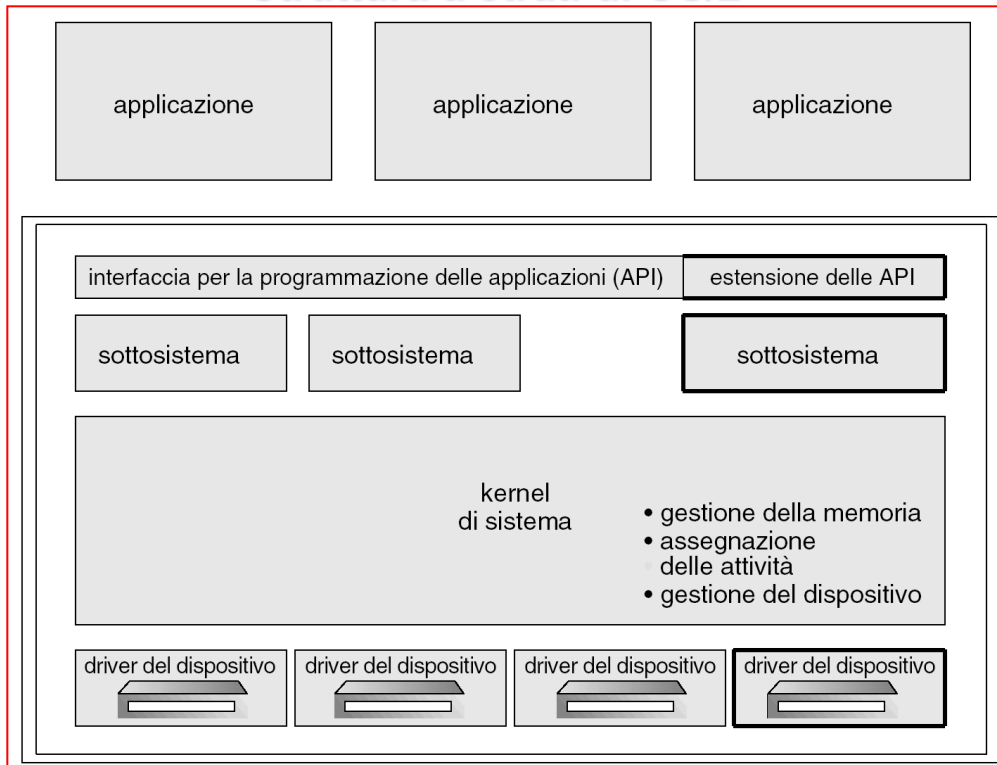 applicazione
applicazione
applicazione
interfaccia per la programmazione delle applicazioni (API)
estensione delle API
sottosistema
sottosistema
sottosistema
kernel
di sistema
• gestione della memoria
• assegnazione
delle attività
• gestione del dispositivo
driver del dispositivo
driver del dispositivo
driver del dispositivo
driver del dispositivo